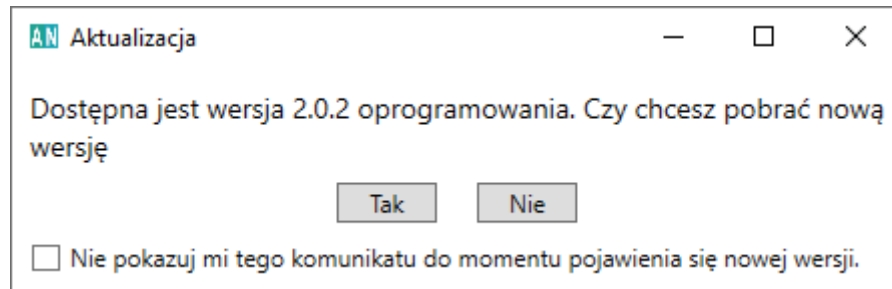 AN Aktualizacja
Dostępna jest wersja 2.0.2 oprogramowania. Czy chcesz pobrać nową
wersję
Tak Nie
Nie pokazuj mi tego komunikatu do momentu pojawienia się nowej wersji.